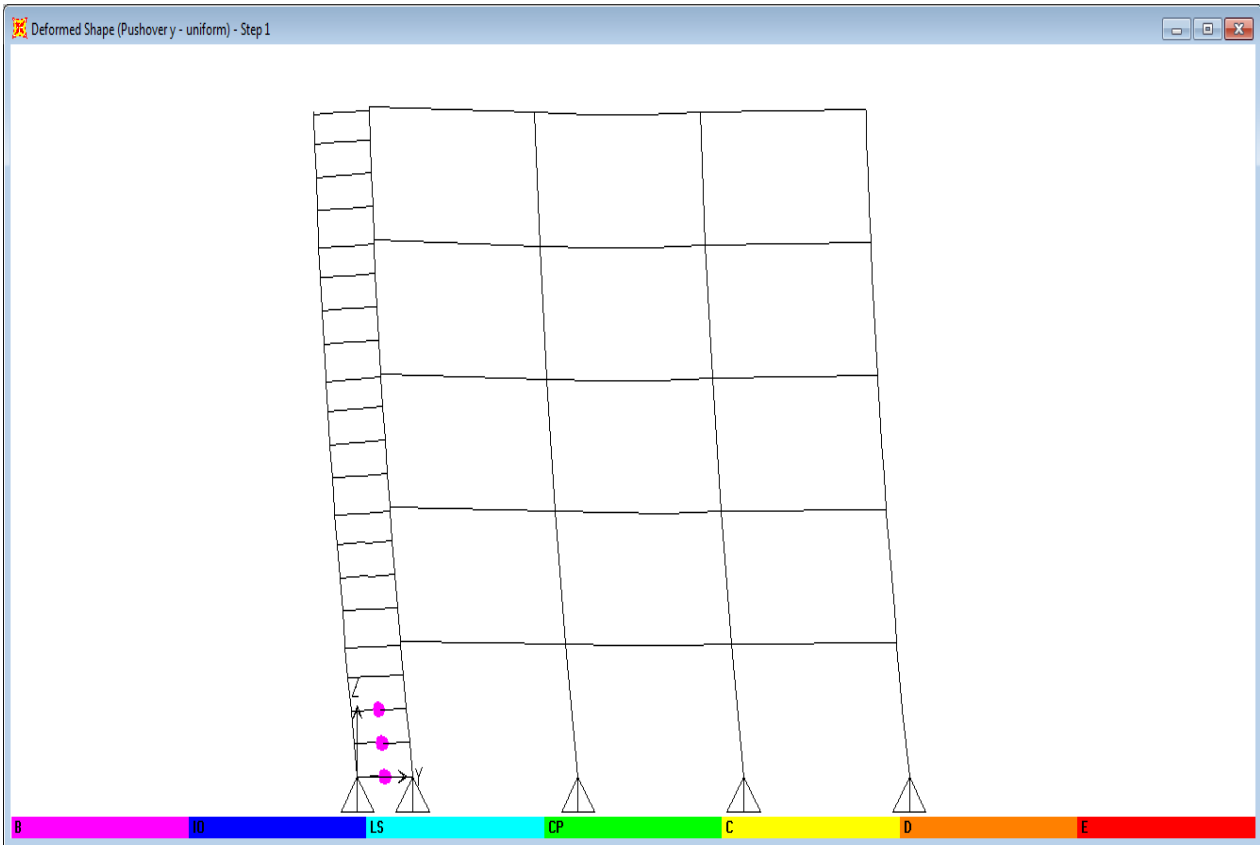 Deformed Shape (Pushover y - uniform) - Step 1
Z
Y
B IO LS CP C D E